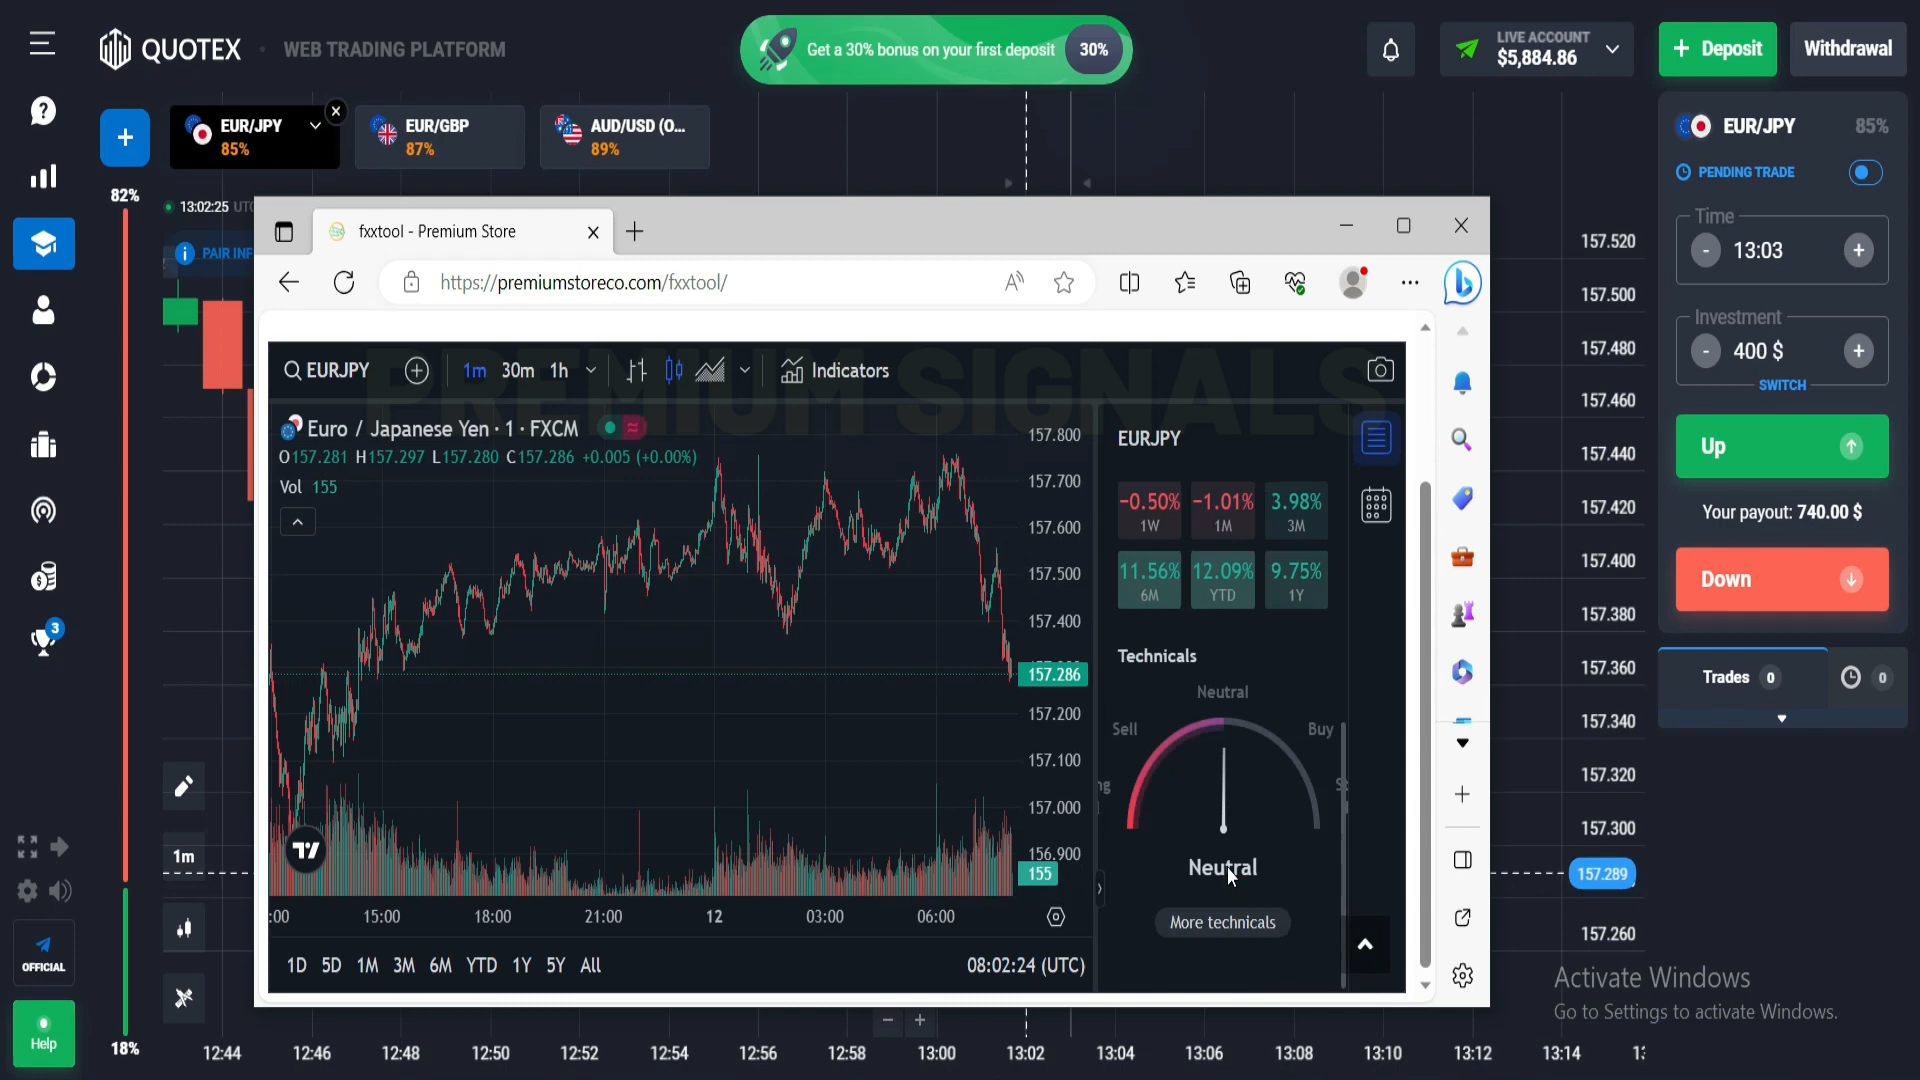 QUOTEX
WEB TRADING PLATFORM
Get a 30% bonus on your first deposit 30%
LIVE ACCOUNT
$5,884.86
+ Deposit
Withdrawal
EUR/JPY
85%
EUR/GBP
87%
AUD/USD (O...
89%
82%
13:02:25 UTC
PAIR INF
fxxtool - Premium Store
https://premiumstoreco.com/fxxtool/
PREMIUM SIGNALS
EURJPY
1m 30m 1h
Indicators
Euro / Japanese Yen · 1 · FXCM
O157.281 H157.297 L157.280 C157.286 +0.005 (+0.00%)
Vol 155
157.800
157.700
157.600
157.500
157.400
157.286
157.200
157.100
157.000
156.900
155
:00 15:00 18:00 21:00 12 03:00 06:00
1D 5D 1M 3M 6M YTD 1Y 5Y All
08:02:24 (UTC)
EURJPY
−0.50% −1.01% 3.98%
1W 1M 3M
11.56% 12.09% 9.75%
6M YTD 1Y
Technicals
Neutral
Sell Buy
Neutral
More technicals
157.520
157.500
157.480
157.460
157.440
157.420
157.400
157.380
157.360
157.340
157.320
157.300
157.289
157.260
EUR/JPY 85%
PENDING TRADE
Time
- 13:03 +
Investment
- 400 $ +
SWITCH
Up
Your payout: 740.00 $
Down
Trades 0 0
3
1m
OFFICIAL
Help
18%
12:44 12:46 12:48 12:50 12:52 12:54 12:56 12:58 13:00 13:02 13:04 13:06 13:08 13:10 13:12 13:14
Activate Windows
Go to Settings to activate Windows.